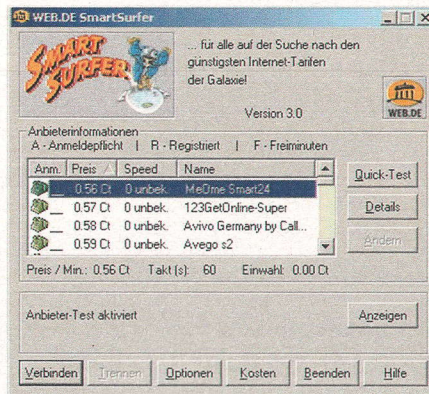 WEB.DE SmartSurfer
SMART SURFER
... für alle auf der Suche nach den
günstigsten Internet-Tarifen
der Galaxie!
Version 3.0
WEB.DE
Anbieterinformationen
A - Anmeldepflicht | R - Registriert | F - Freiminuten
Anm. Preis Speed Name
0.56 Ct 0 unbek. MeOme Smart24
0.57 Ct 0 unbek. 123GetOnline-Super
0.58 Ct 0 unbek. Avivo Germany by Call...
0.59 Ct 0 unbek. Avego s2
Quick-Test
Details
Ändern
Preis / Min.: 0.56 Ct Takt (s): 60 Einwahl: 0.00 Ct
Anbieter-Test aktiviert
Anzeigen
Verbinden Trennen Optionen Kosten Beenden Hilfe